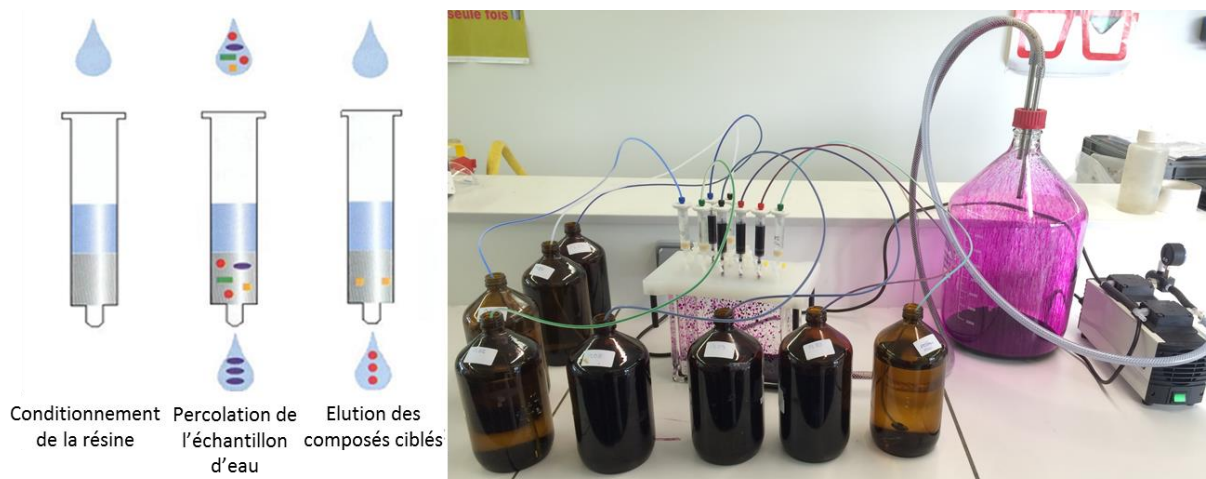 seule fois
Conditionnement
de la résine
Percolation de
l’échantillon
d’eau
Elution des
composés ciblés